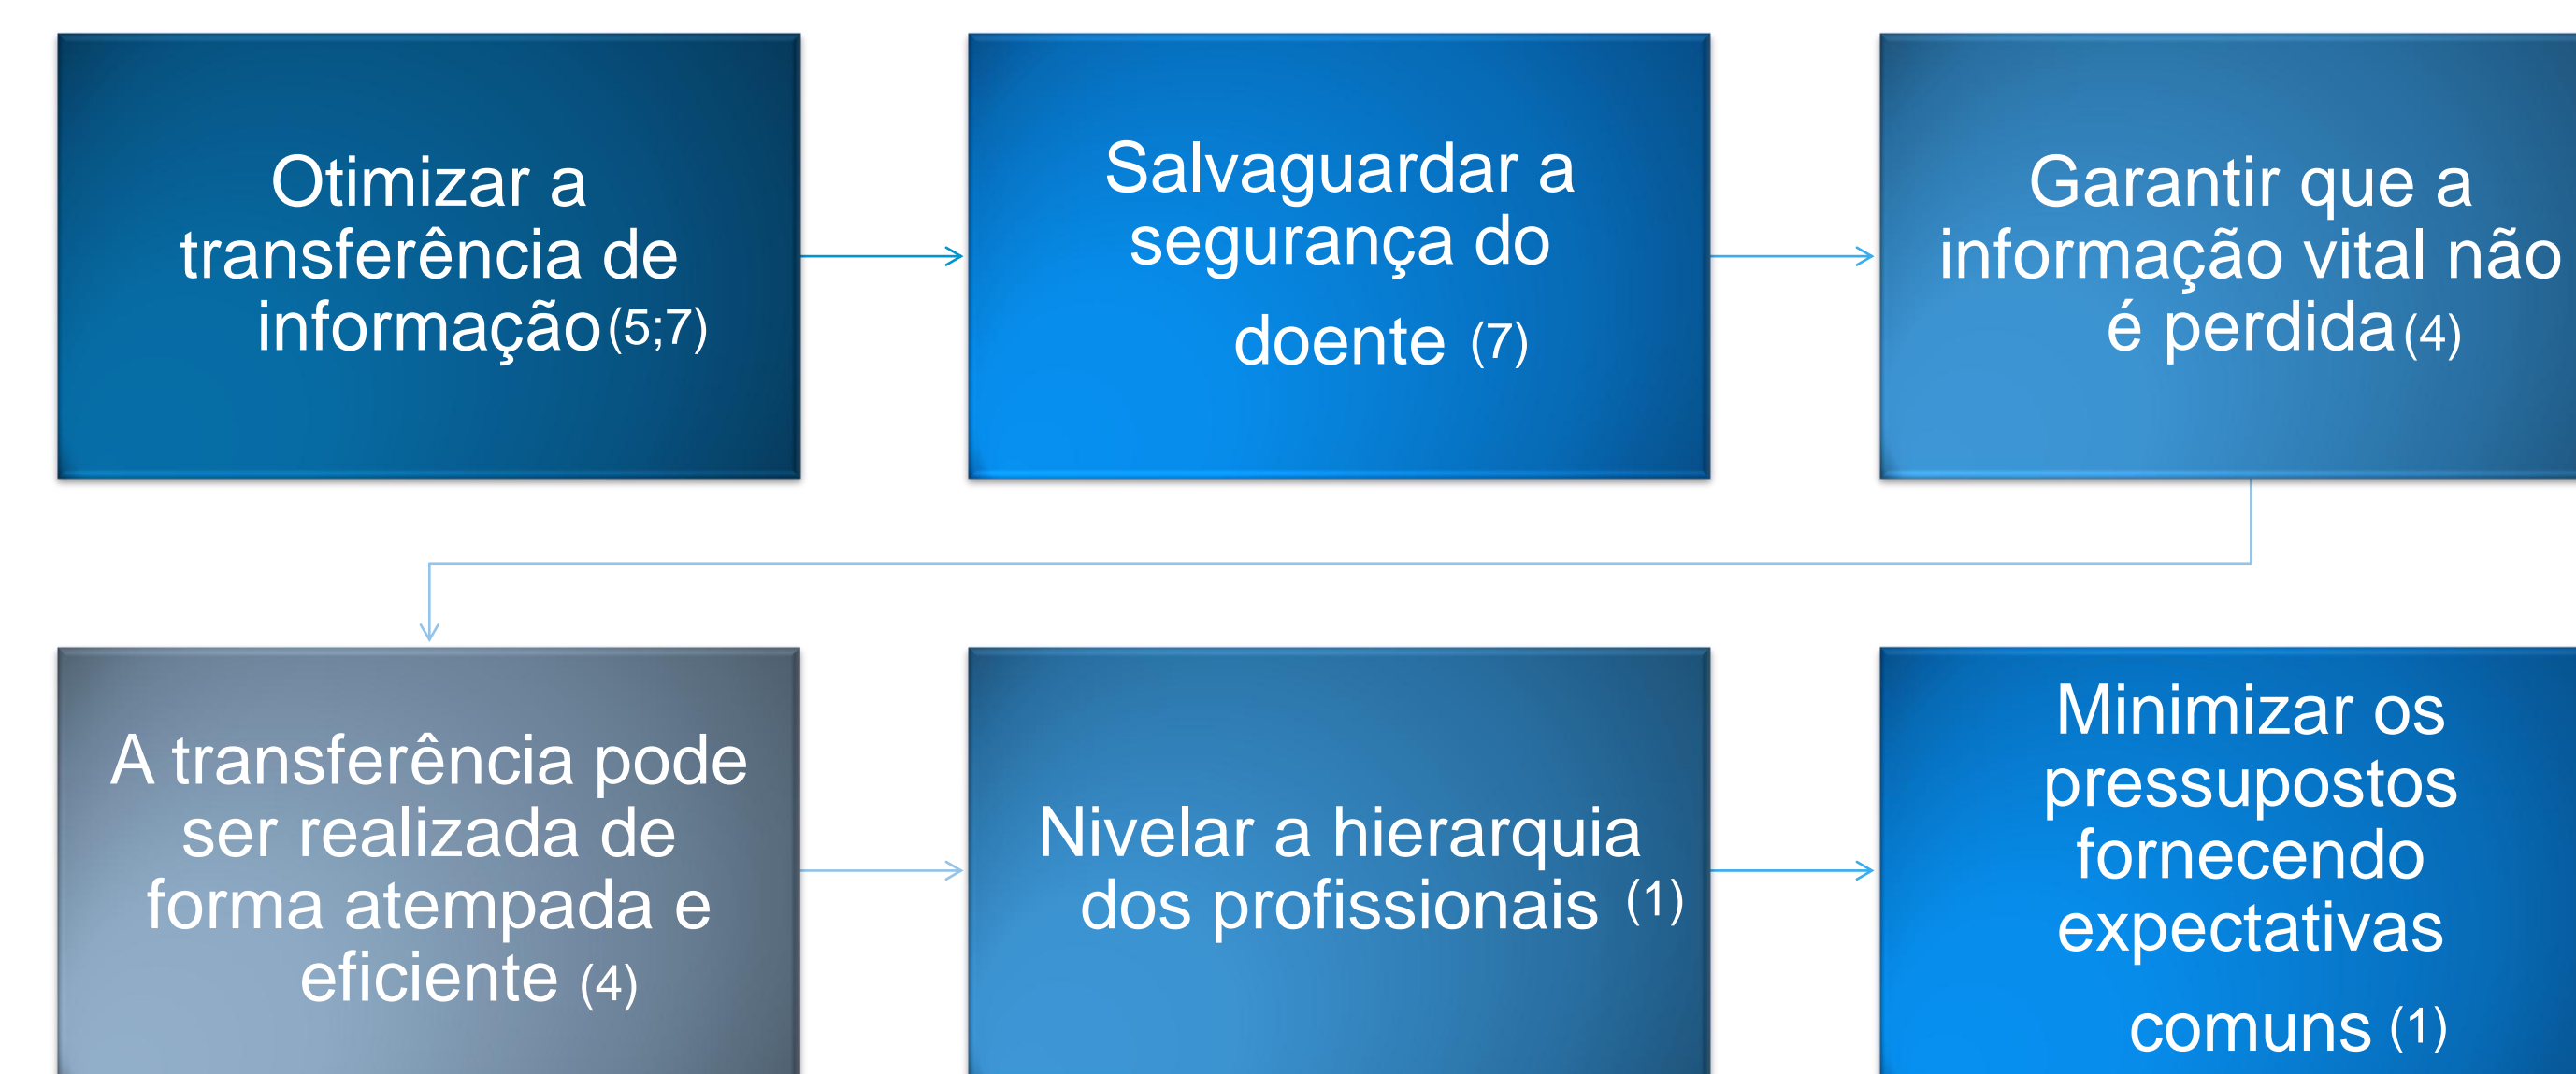 Otimizar a
transferência de
informação (5;7)
Salvaguardar a
segurança do
doente (7)
Garantir que a
informação vital não
é perdida (4)
A transferência pode
ser realizada de
forma atempada e
eficiente (4)
Nivelar a hierarquia
dos profissionais (1)
Minimizar os
pressupostos
fornecendo
expectativas
comuns (1)